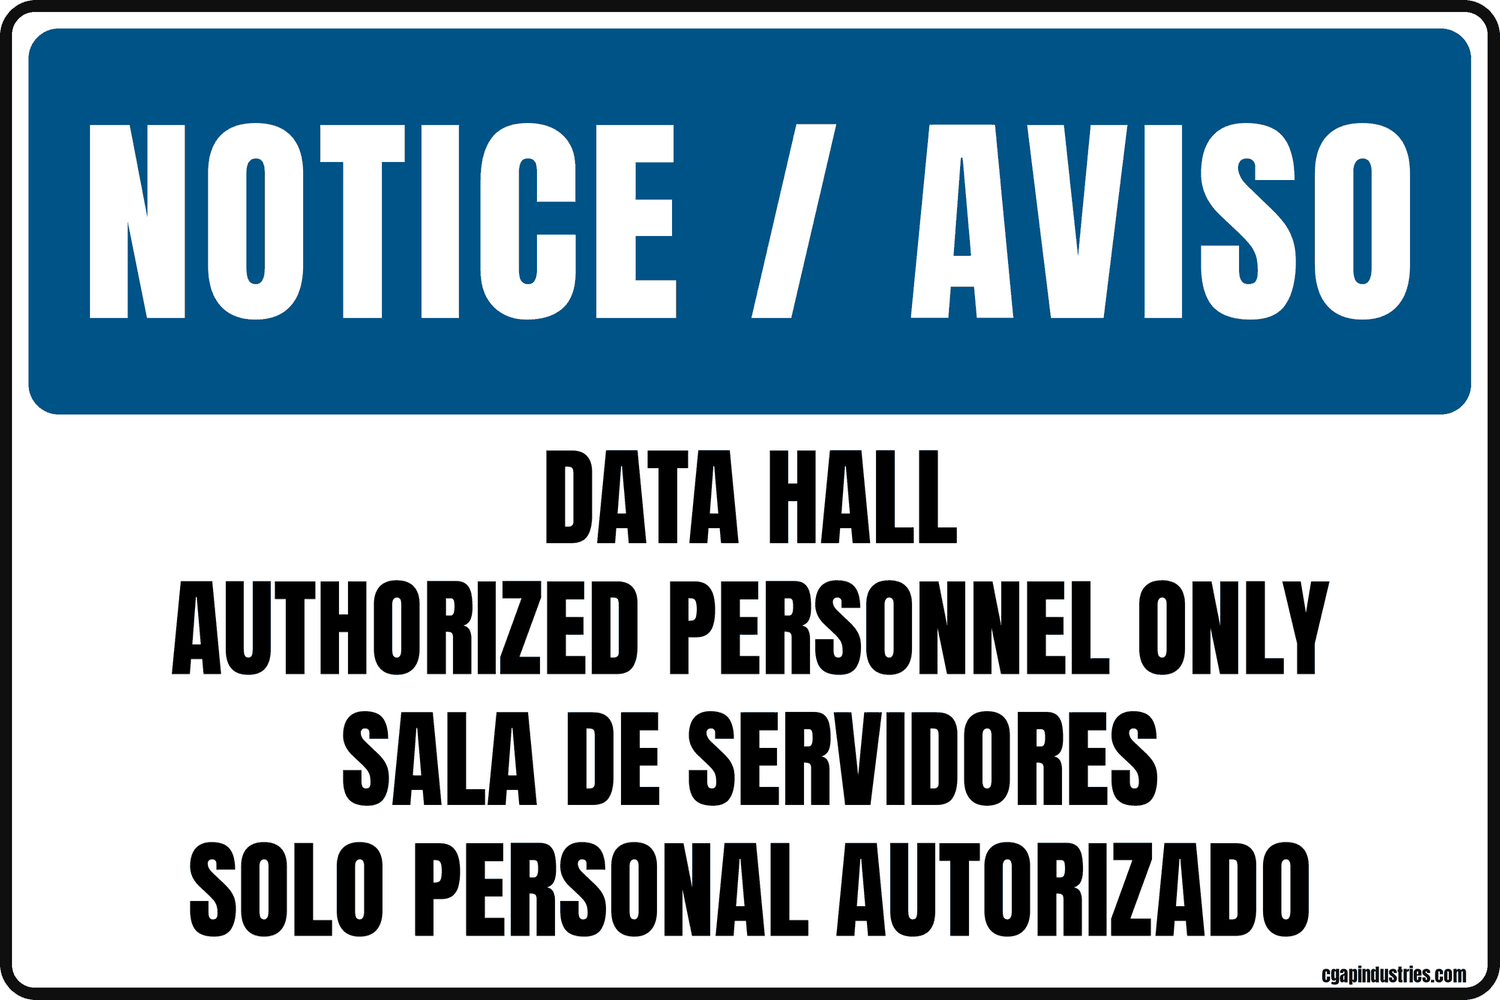 NOTICE / AVISO
DATA HALL
AUTHORIZED PERSONNEL ONLY
SALA DE SERVIDORES
SOLO PERSONAL AUTORIZADO
cgapindustries.com